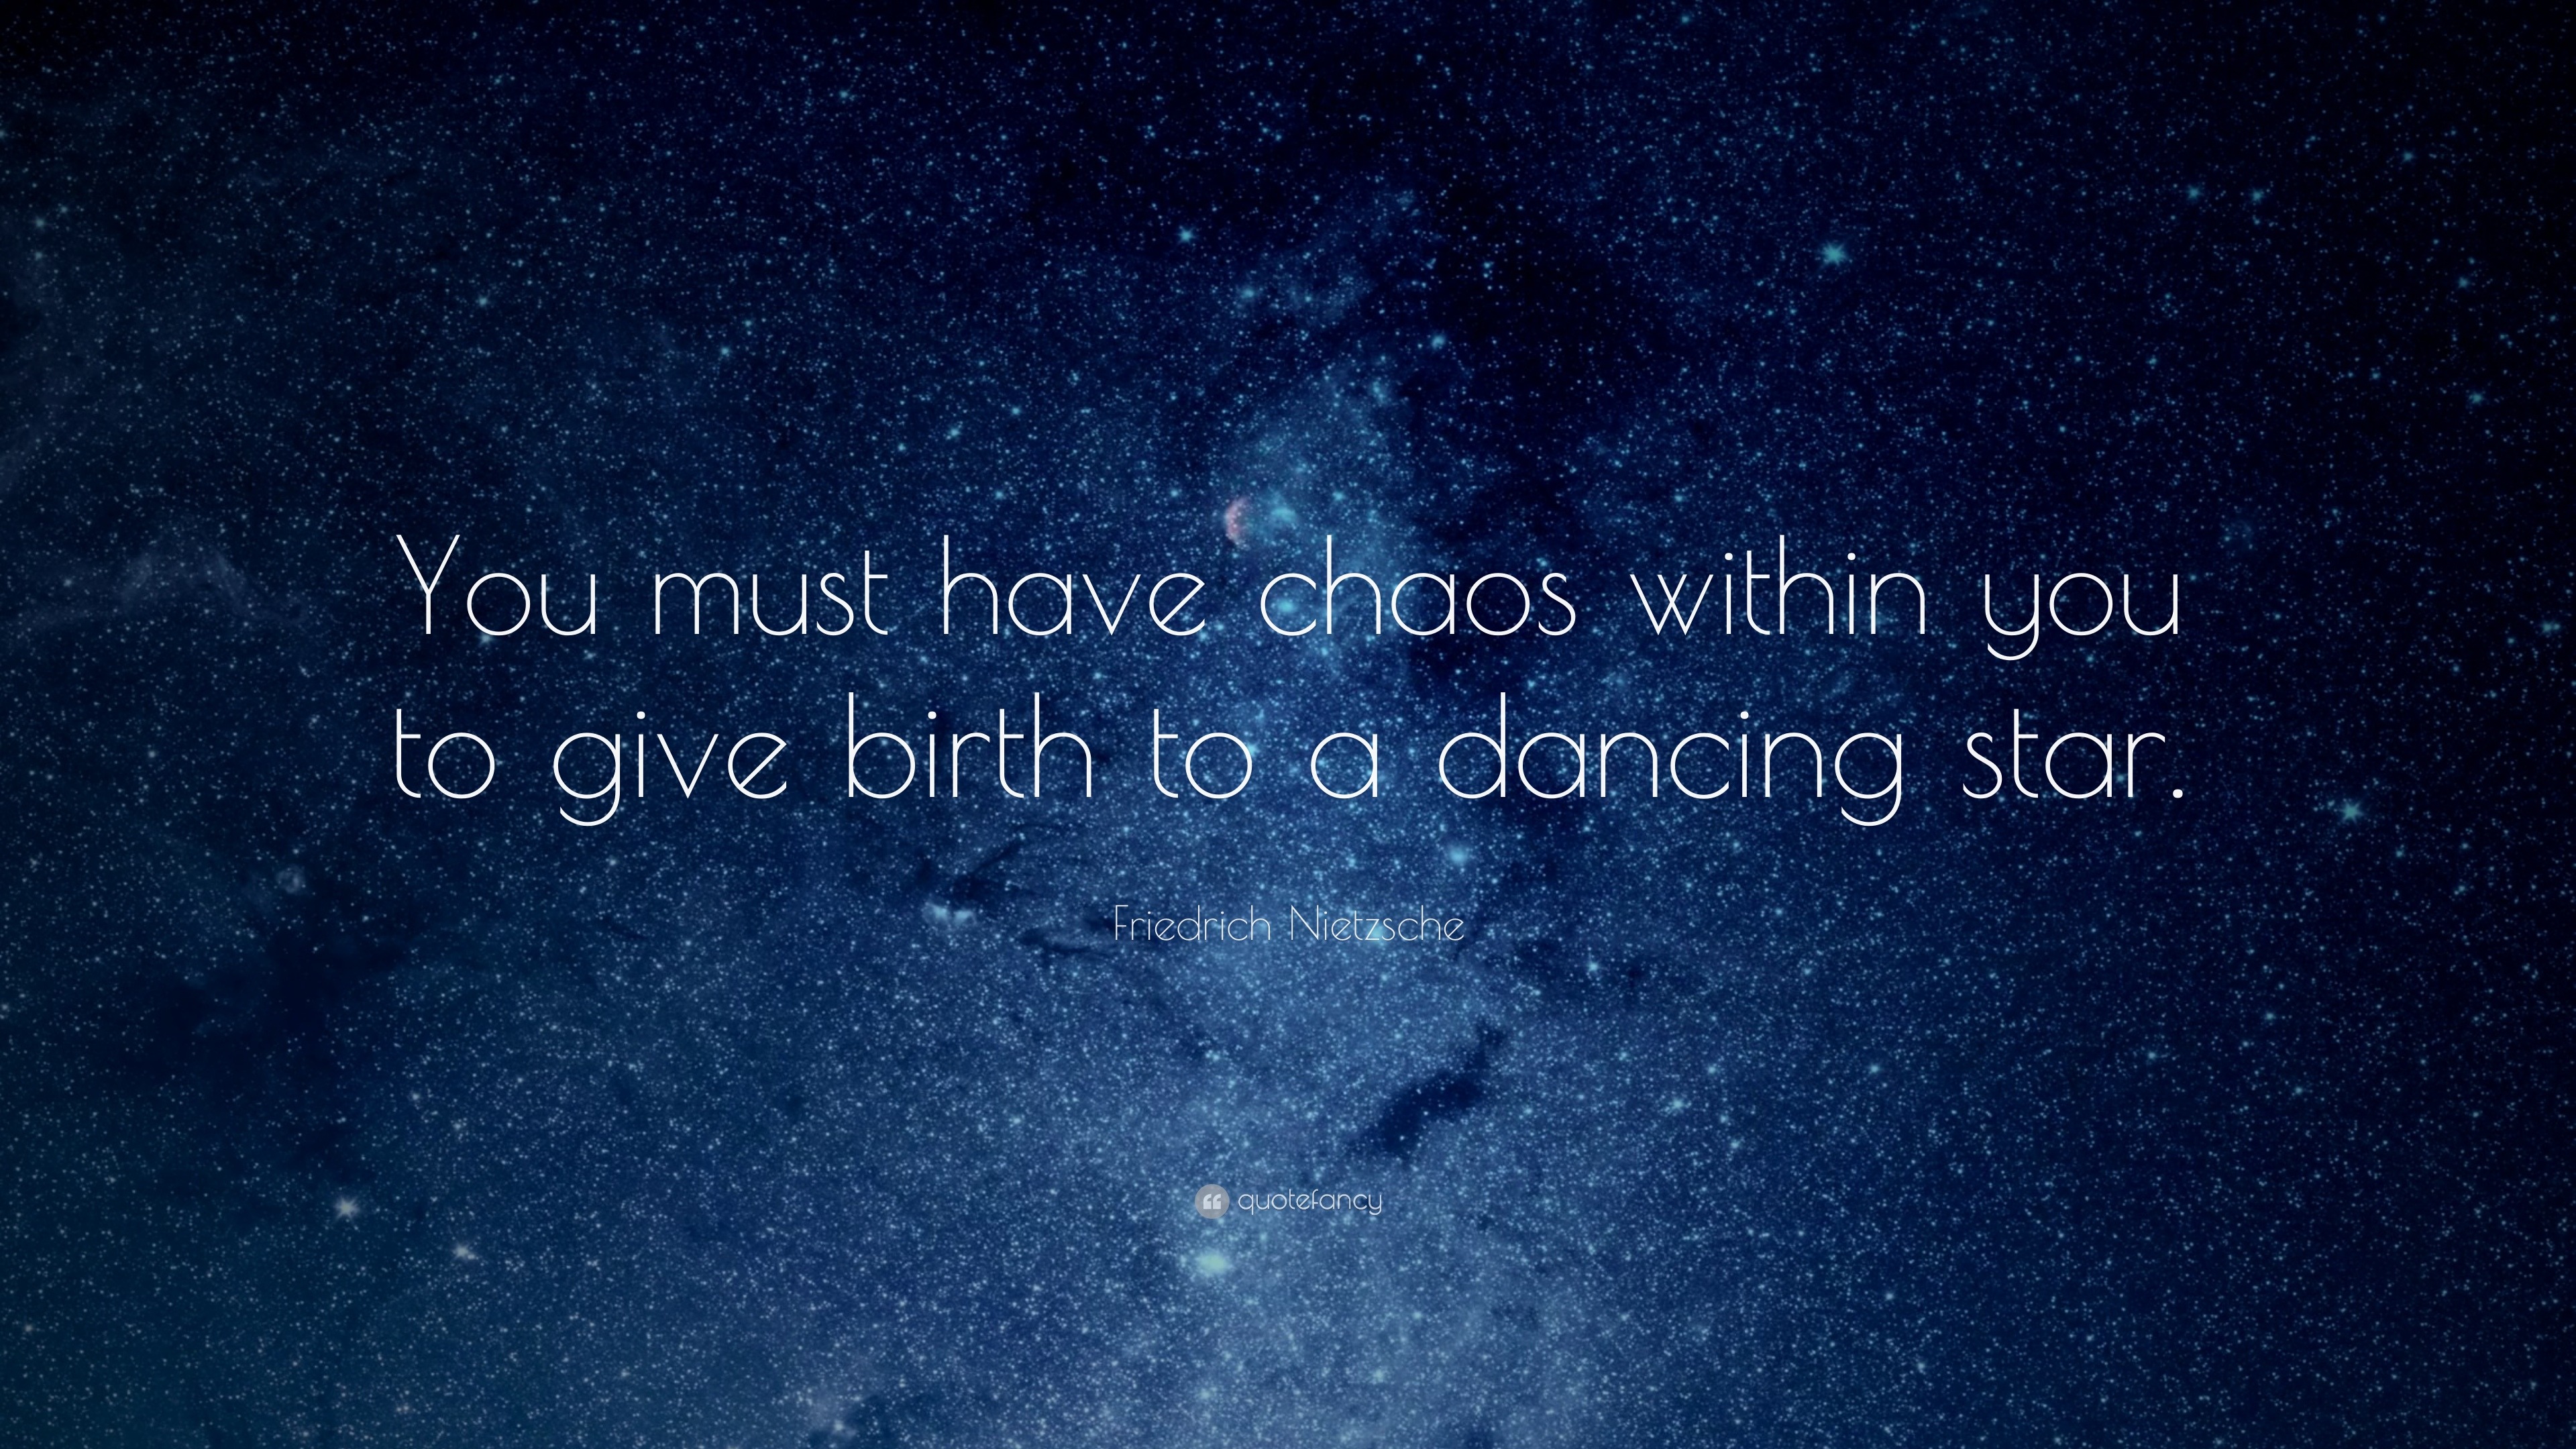 You must have chaos within you
to give birth to a dancing star.
Friedrich Nietzsche
quotefancy